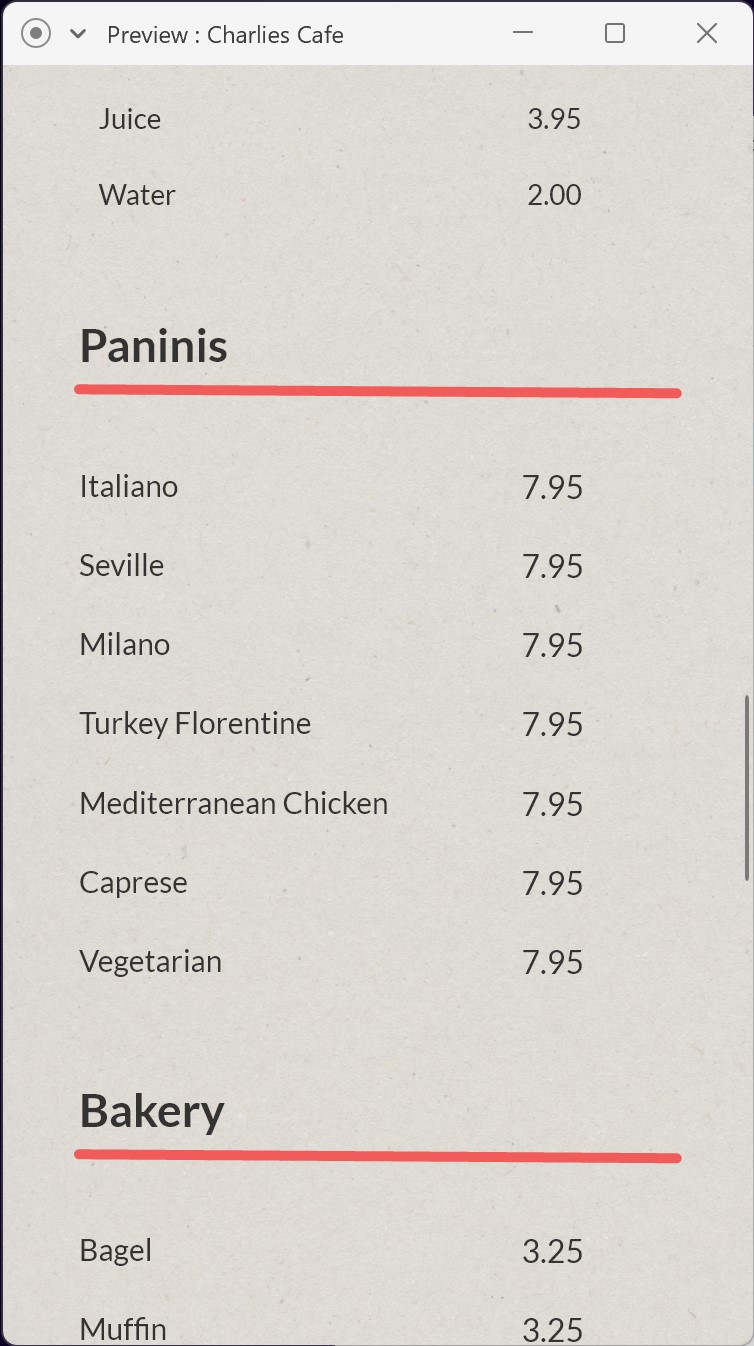 Preview : Charlies Cafe
Juice 3.95
Water 2.00
Paninis
Italiano 7.95
Seville 7.95
Milano 7.95
Turkey Florentine 7.95
Mediterranean Chicken 7.95
Caprese 7.95
Vegetarian 7.95
Bakery
Bagel 3.25
Muffin 3.25